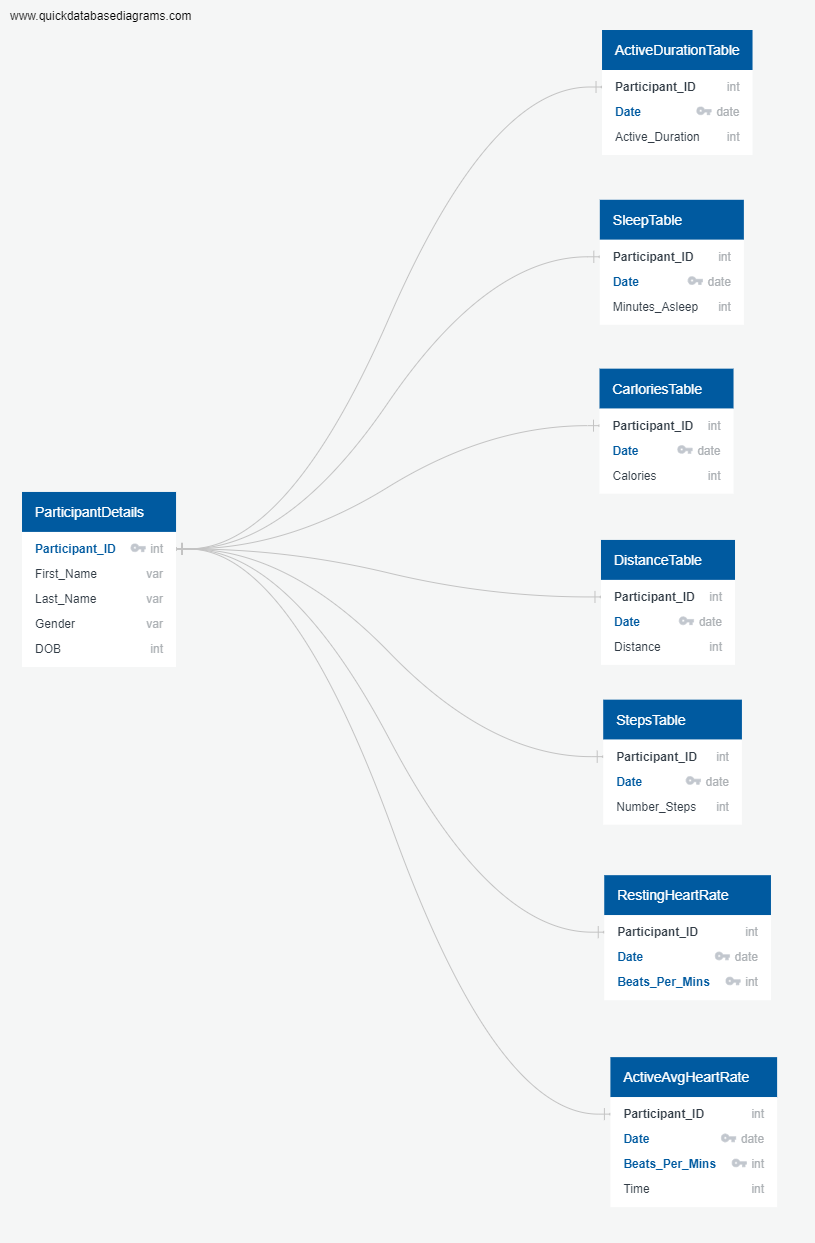 www.quickdatabasediagrams.com
ActiveDurationTable
Participant_ID int
Date date
Active_Duration int
SleepTable
Participant_ID int
Date date
Minutes_Asleep int
CarloriesTable
Participant_ID int
Date date
Calories int
ParticipantDetails
Participant_ID int
First_Name var
Last_Name var
Gender var
DOB int
DistanceTable
Participant_ID int
Date date
Distance int
StepsTable
Participant_ID int
Date date
Number_Steps int
RestingHeartRate
Participant_ID int
Date date
Beats_Per_Mins int
ActiveAvgHeartRate
Participant_ID int
Date date
Beats_Per_Mins int
Time int